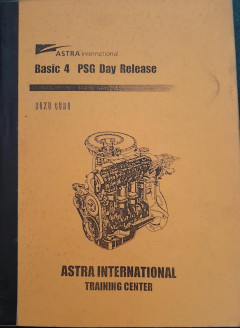 ASTRA international
Basic 4 PSG Day Release
ASTRA INTERNATIONAL
TRAINING CENTER